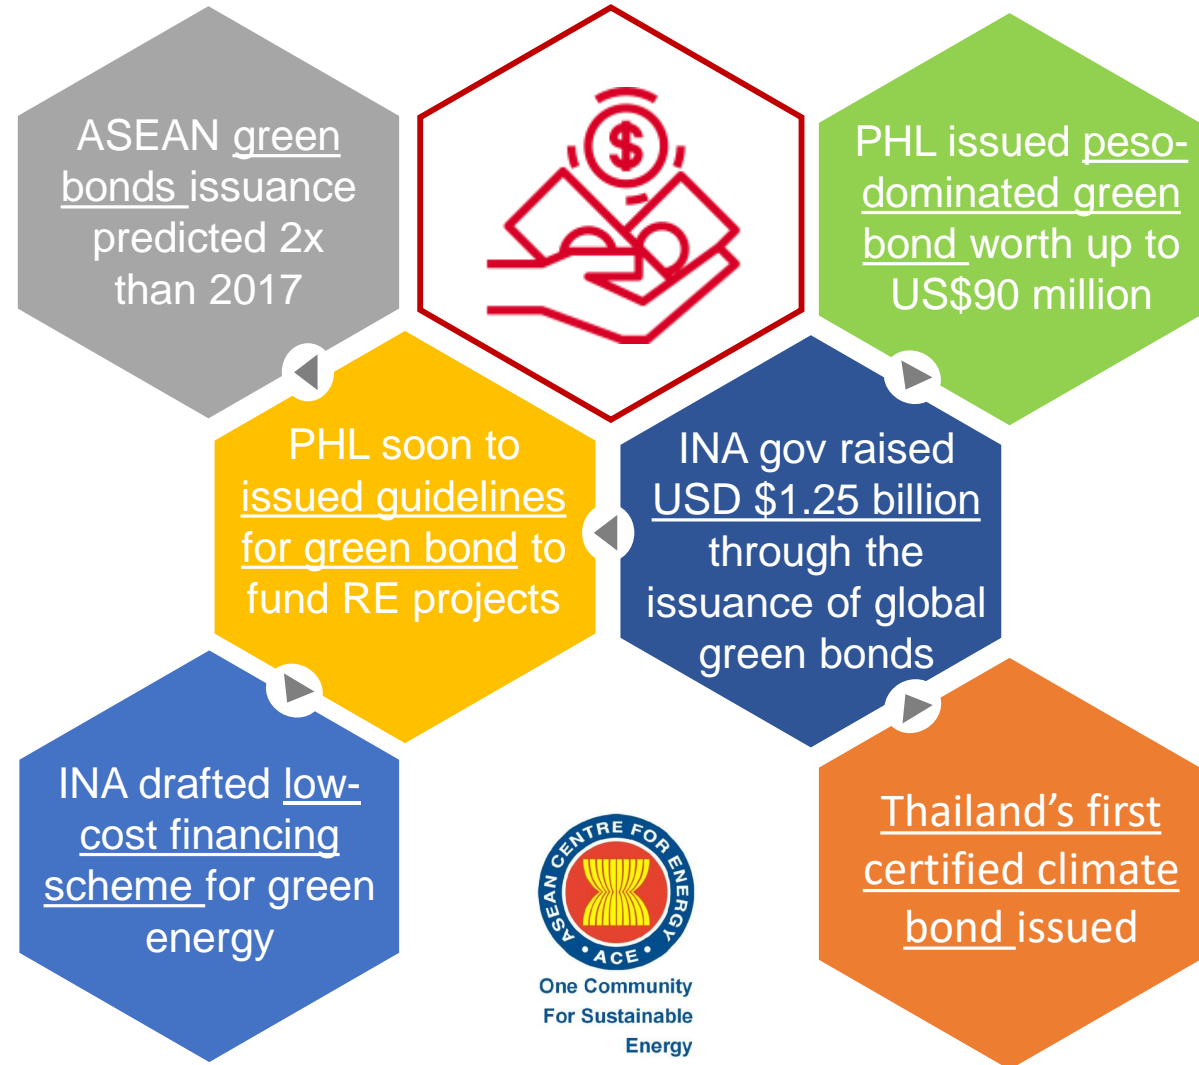 ASEAN green
bonds issuance
predicted 2x
than 2017
$
PHL issued peso-
dominated green
bond worth up to
US$90 million
PHL soon to
issued guidelines
for green bond to
fund RE projects
INA gov raised
USD $1.25 billion
through the
issuance of global
green bonds
INA drafted low-
cost financing
scheme for green
energy
ASEAN CENTRE FOR ENERGY
• ACE •
One Community
For Sustainable
Energy
Thailand’s first
certified climate
bond issued